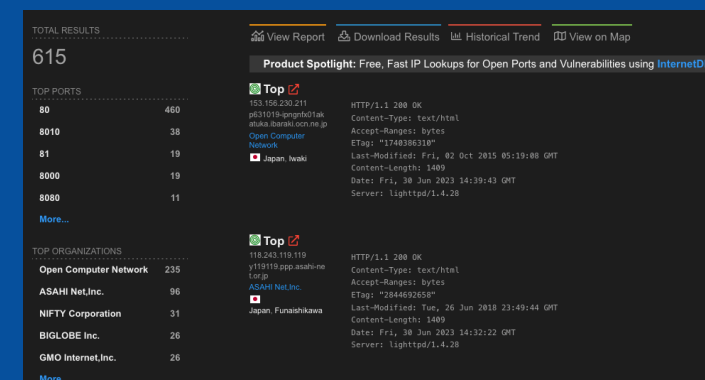 TOTAL RESULTS
615
TOP PORTS
80 460
8010 38
81 19
8000 19
8080 11
More...
TOP ORGANIZATIONS
Open Computer Network 235
ASAHI Net,Inc. 96
NIFTY Corporation 31
BIGLOBE Inc. 26
GMO Internet,Inc. 26
More...
View Report Download Results Historical Trend View on Map
Product Spotlight: Free, Fast IP Lookups for Open Ports and Vulnerabilities using InternetD
Top
153.156.230.211
p631019-ipngnfx01ak
atuka.ibaraki.ocn.ne.jp
Open Computer
Network
Japan, Iwaki
HTTP/1.1 200 OK
Content-Type: text/html
Accept-Ranges: bytes
ETag: "1740386310"
Last-Modified: Fri, 02 Oct 2015 05:19:08 GMT
Content-Length: 1409
Date: Fri, 30 Jun 2023 14:39:43 GMT
Server: lighttpd/1.4.28
Top
118.243.119.119
y119119.ppp.asahi-ne
t.or.jp
ASAHI Net,Inc.
Japan, Funaishikawa
HTTP/1.1 200 OK
Content-Type: text/html
Accept-Ranges: bytes
ETag: "2844692658"
Last-Modified: Tue, 26 Jun 2018 23:49:44 GMT
Content-Length: 1409
Date: Fri, 30 Jun 2023 14:32:22 GMT
Server: lighttpd/1.4.28